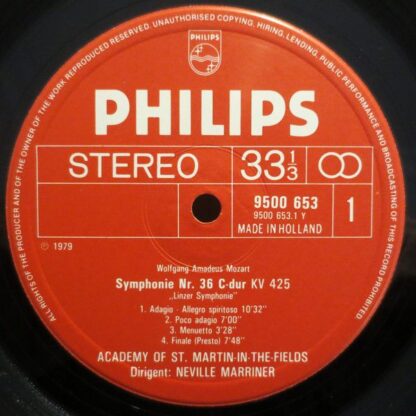 ALL RIGHTS OF THE PRODUCER AND OF THE OWNER OF THE WORK REPRODUCED RESERVED. UNAUTHORISED COPYING, HIRING, LENDING, PUBLIC PERFORMANCE AND BROADCASTING OF THIS RECORD PROHIBITED
PHILIPS
PHILIPS
STEREO 33 1/3
9500 653
9500 653.1 Y
MADE IN HOLLAND
1
℗ 1979
Wolfgang Amadeus Mozart
Symphonie Nr. 36 C-dur KV 425
„Linzer Symphonie"
1. Adagio - Allegro spiritoso 10'32"
2. Poco adagio 7'00"
3. Menuetto 3'28"
4. Finale (Presto) 7'48"
ACADEMY OF ST. MARTIN-IN-THE-FIELDS
Dirigent: NEVILLE MARRINER